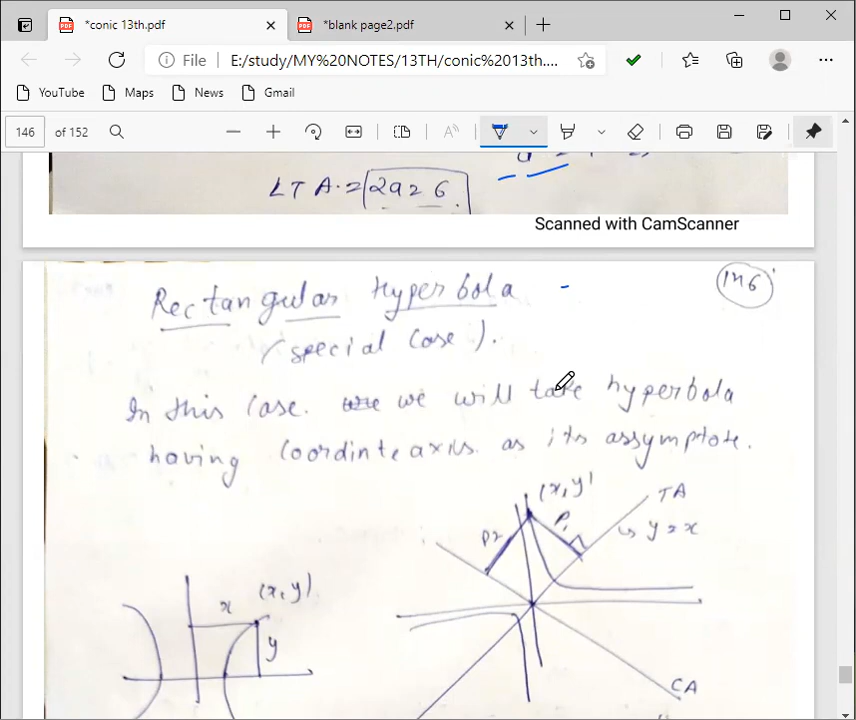 *conic 13th.pdf
*blank page2.pdf
File E:/study/MY%20NOTES/13TH/conic%2013th....
YouTube Maps News Gmail
146 of 152
LTA.=2a=6.
Scanned with CamScanner
Rectangular Hyperbola -
146
(special case).
In this case. we will take hyperbola
having coordinte axis. as its assymptote.
(x,y)
TA
P2
P1
y=x
(x,y)
x
y
CA